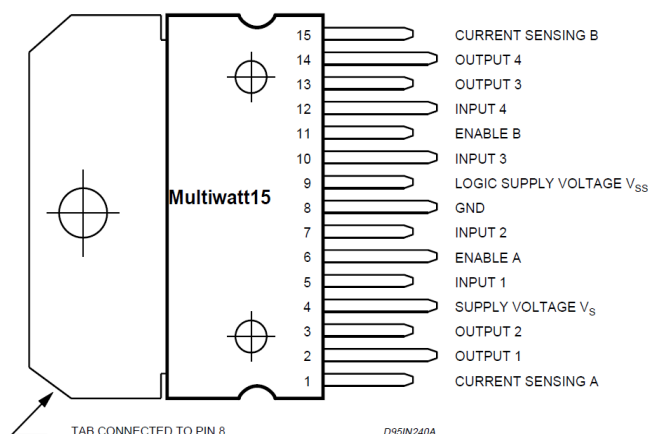 15 CURRENT SENSING B
14 OUTPUT 4
13 OUTPUT 3
12 INPUT 4
11 ENABLE B
10 INPUT 3
9 LOGIC SUPPLY VOLTAGE VSS
Multiwatt15
8 GND
7 INPUT 2
6 ENABLE A
5 INPUT 1
4 SUPPLY VOLTAGE VS
3 OUTPUT 2
2 OUTPUT 1
1 CURRENT SENSING A
TAB CONNECTED TO PIN 8
D95IN240A